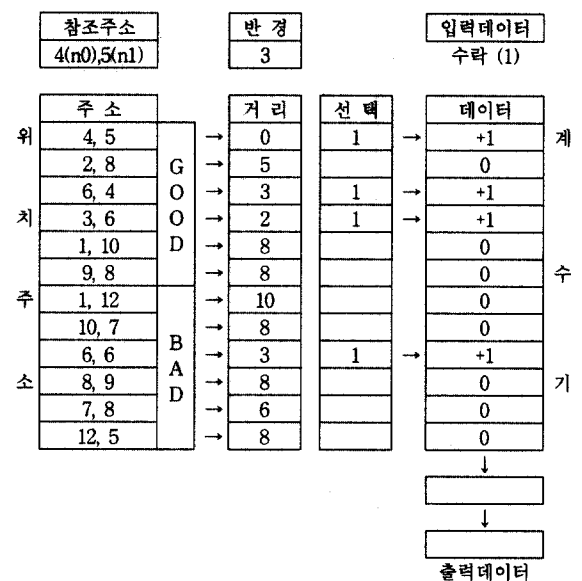 참조주소 반 경 입력데이터
4(n0),5(n1) 3 수락 (1)
주 소 거 리 선 택 데이터
위 4, 5 → 0 1 → +1 계
2, 8 G → 5 0
6, 4 O → 3 1 → +1
치 3, 6 O → 2 1 → +1
1, 10 D → 8 0
9, 8 → 8 0 수
주 1, 12 → 10 0
10, 7 → 8 0
6, 6 B → 3 1 → +1
소 8, 9 A → 8 0 기
7, 8 D → 6 0
12, 5 → 8 0
↓
↓
출력데이터